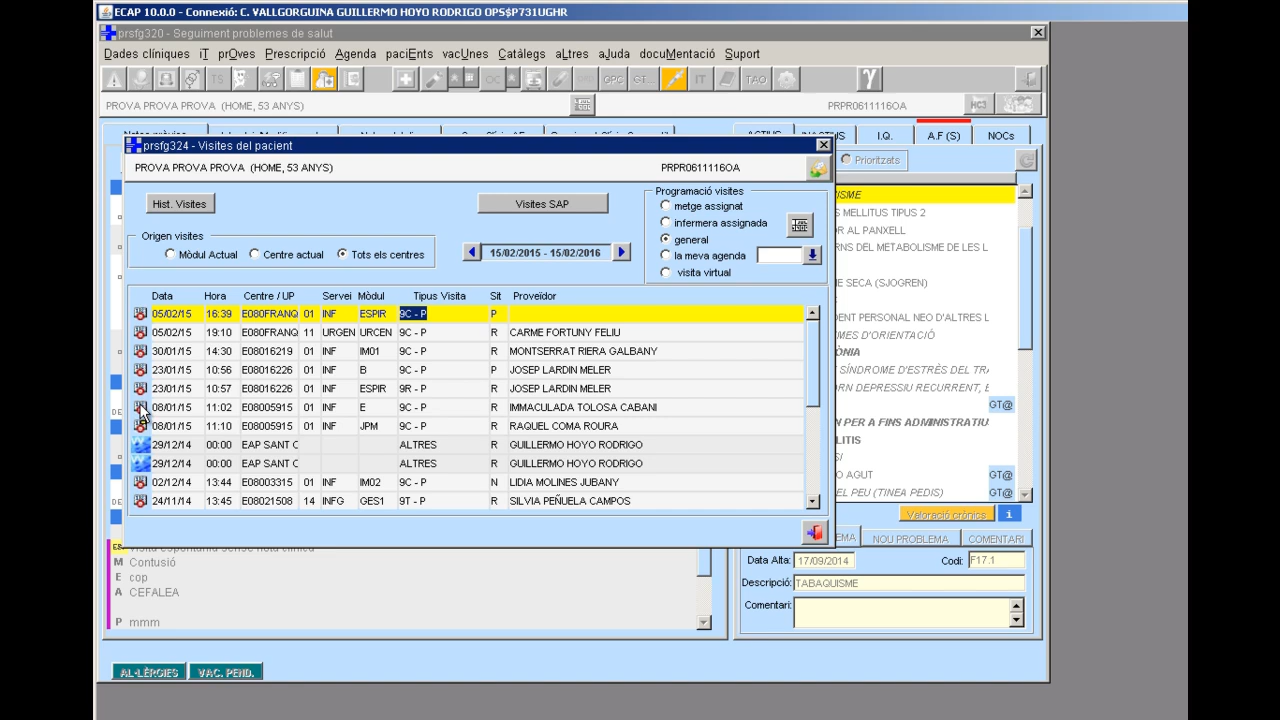 ECAP 10.0.0 - Connexió: C. VALLGORGUINA GUILLERMO HOYO RODRIGO OPS$P731UGHR
prsfg320 - Seguiment problemes de salut
Dades clíniques iT prOves Prescripció Agenda paciEnts vacUnes Catàlegs aLtres aJuda docuMentació Suport
TS GPC GT... IT TAO γ
PROVA PROVA PROVA (HOME, 53 ANYS) PRPR0611116OA HC3
I.Q. A.F (S) NOCs
prsfg324 - Visites del pacient
PROVA PROVA PROVA (HOME, 53 ANYS) PRPR0611116OA
Prioritzats
Hist. Visites
Visites SAP
Programació visites
metge assignat
infermera assignada
general
la meva agenda
visita virtual
Origen visites
Mòdul Actual Centre actual Tots els centres
15/02/2015 - 15/02/2016
Data Hora Centre / UP Servei Mòdul Tipus Visita Sit Proveïdor
05/02/15 16:39 E080FRANQ 01 INF ESPIR 9C - P P
05/02/15 19:10 E080FRANQ 11 URGEN URCEN 9C - P R CARME FORTUNY FELIU
30/01/15 14:30 E08016219 01 INF IM01 9C - P R MONTSERRAT RIERA GALBANY
23/01/15 10:56 E08016226 01 INF B 9C - P P JOSEP LARDIN MELER
23/01/15 10:57 E08016226 01 INF ESPIR 9R - P R JOSEP LARDIN MELER
08/01/15 11:02 E08005915 01 INF E 9C - P R IMMACULADA TOLOSA CABANI
08/01/15 11:10 E08005915 01 INF JPM 9C - P R RAQUEL COMA ROURA
29/12/14 00:00 EAP SANT C ALTRES R GUILLERMO HOYO RODRIGO
29/12/14 00:00 EAP SANT C ALTRES R GUILLERMO HOYO RODRIGO
02/12/14 13:44 E08003315 01 INF IM02 9C - P N LIDIA MOLINES JUBANY
24/11/14 13:45 E08021508 14 INFG GES1 9T - P R SILVIA PEÑUELA CAMPOS
ISME
S MELLITUS TIPUS 2
OR AL PANXELL
RNS DEL METABOLISME DE LES L
E SECA (SJOGREN)
DENT PERSONAL NEO D'ALTRES L
MES D'ORIENTACIÓ
ÒNIA
SÍNDROME D'ESTRÈS DEL TRA
RN DEPRESSIU RECURRENT, E
GT@
N PER A FINS ADMINISTRATIU
LITIS
O AGUT GT@
EL PEU (TINEA PEDIS) GT@
Valoració crònics i
EMA NOU PROBLEMA COMENTARI
Data Alta: 17/09/2014 Codi: F17.1
Descripció: TABAQUISME
Comentari:
M Contusió
E cop
A CEFALEA
P mmm
AL·LÈRGIES VAC. PEND.